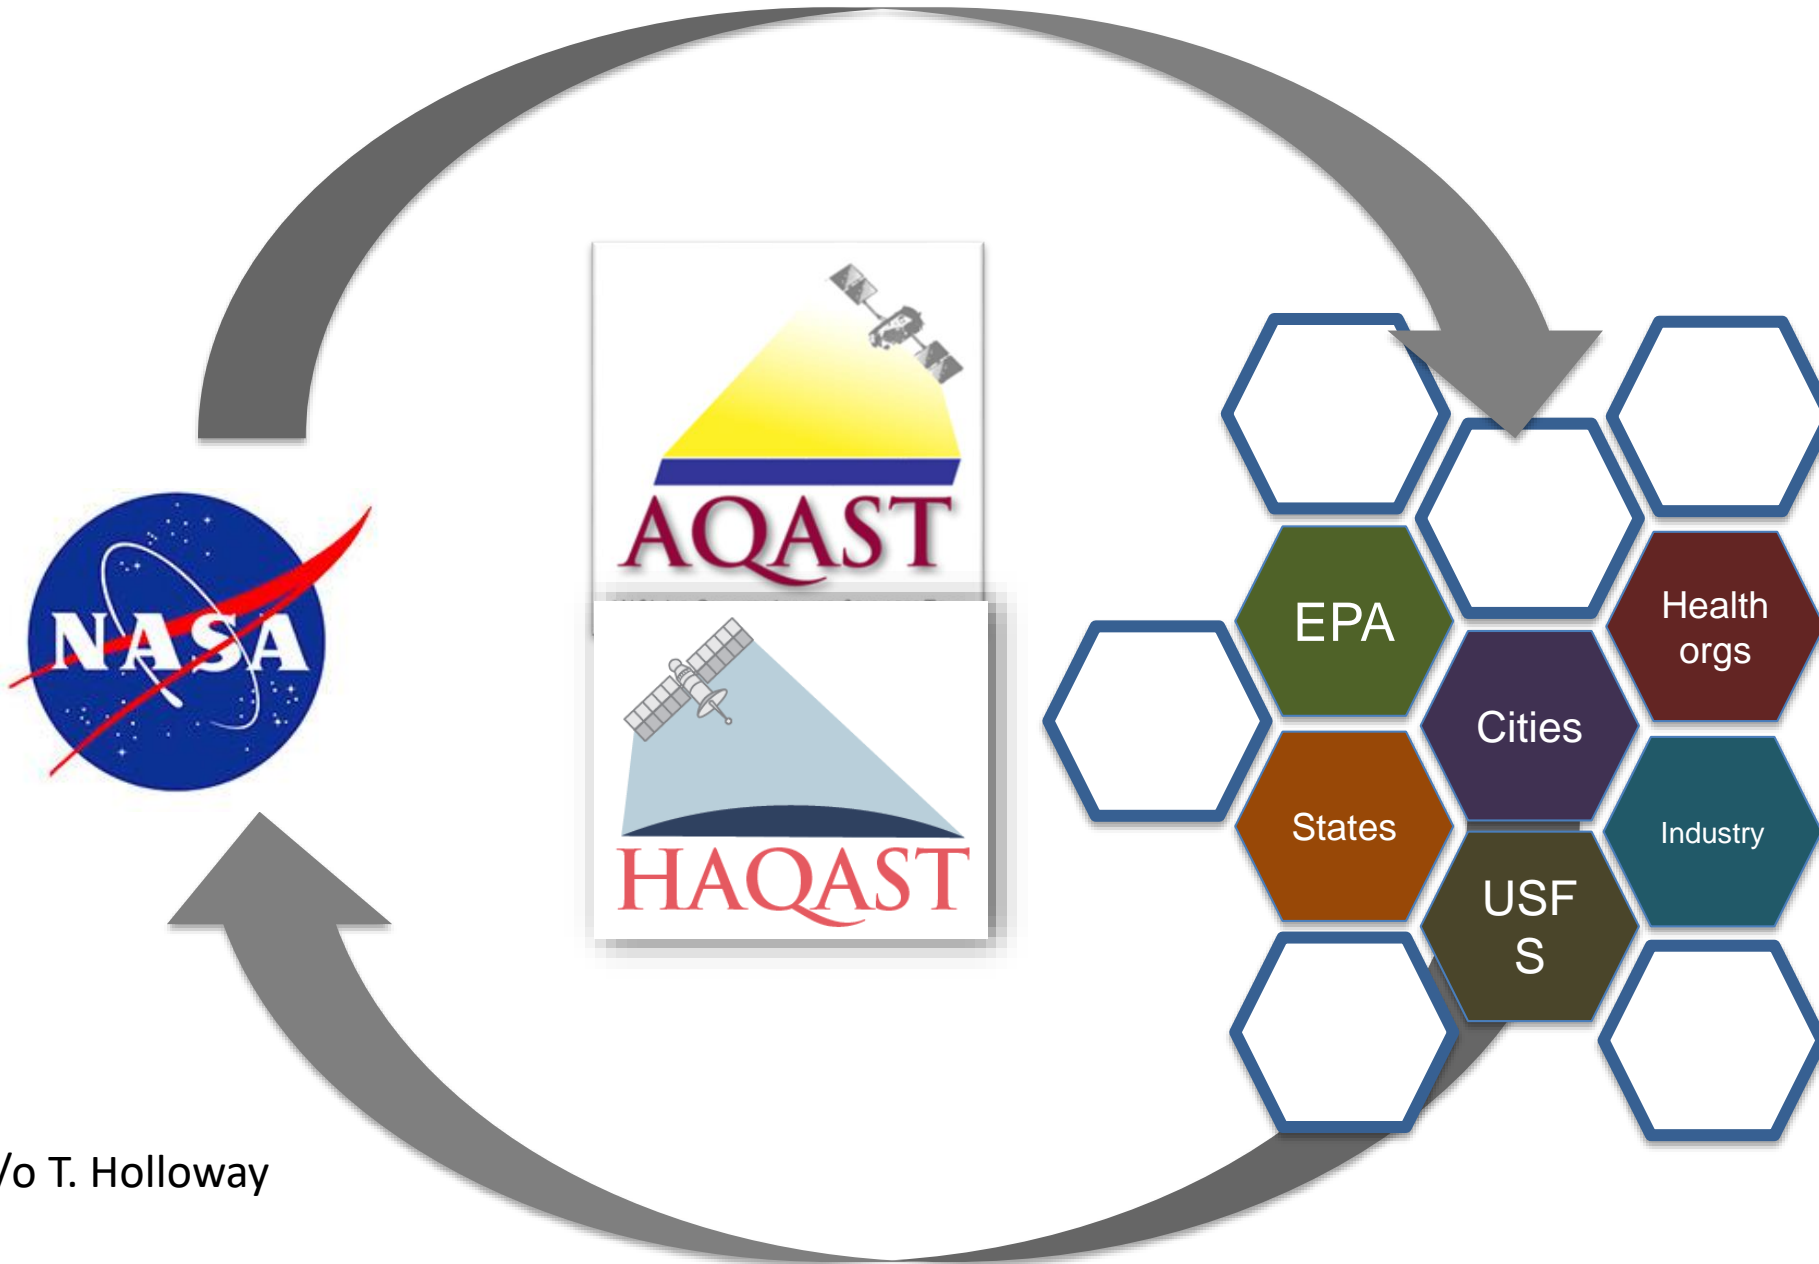 NASA
AQAST
HAQAST
EPA
Health
orgs
Cities
States
Industry
USF
S
/o T. Holloway